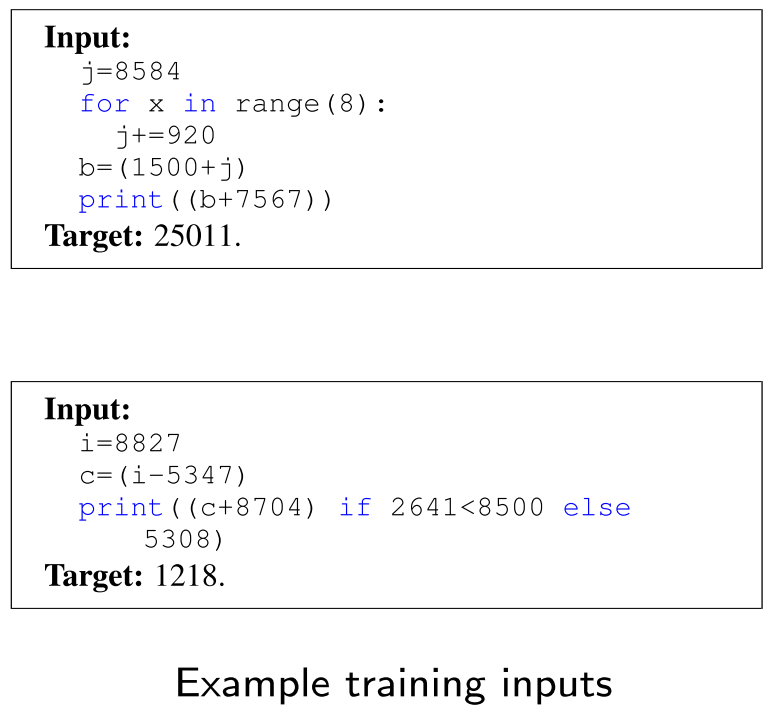 Input:
j=8584
for x in range(8):
j+=920
b=(1500+j)
print((b+7567))
Target: 25011.
Input:
i=8827
c=(i-5347)
print((c+8704) if 2641<8500 else
5308)
Target: 1218.
Example training inputs